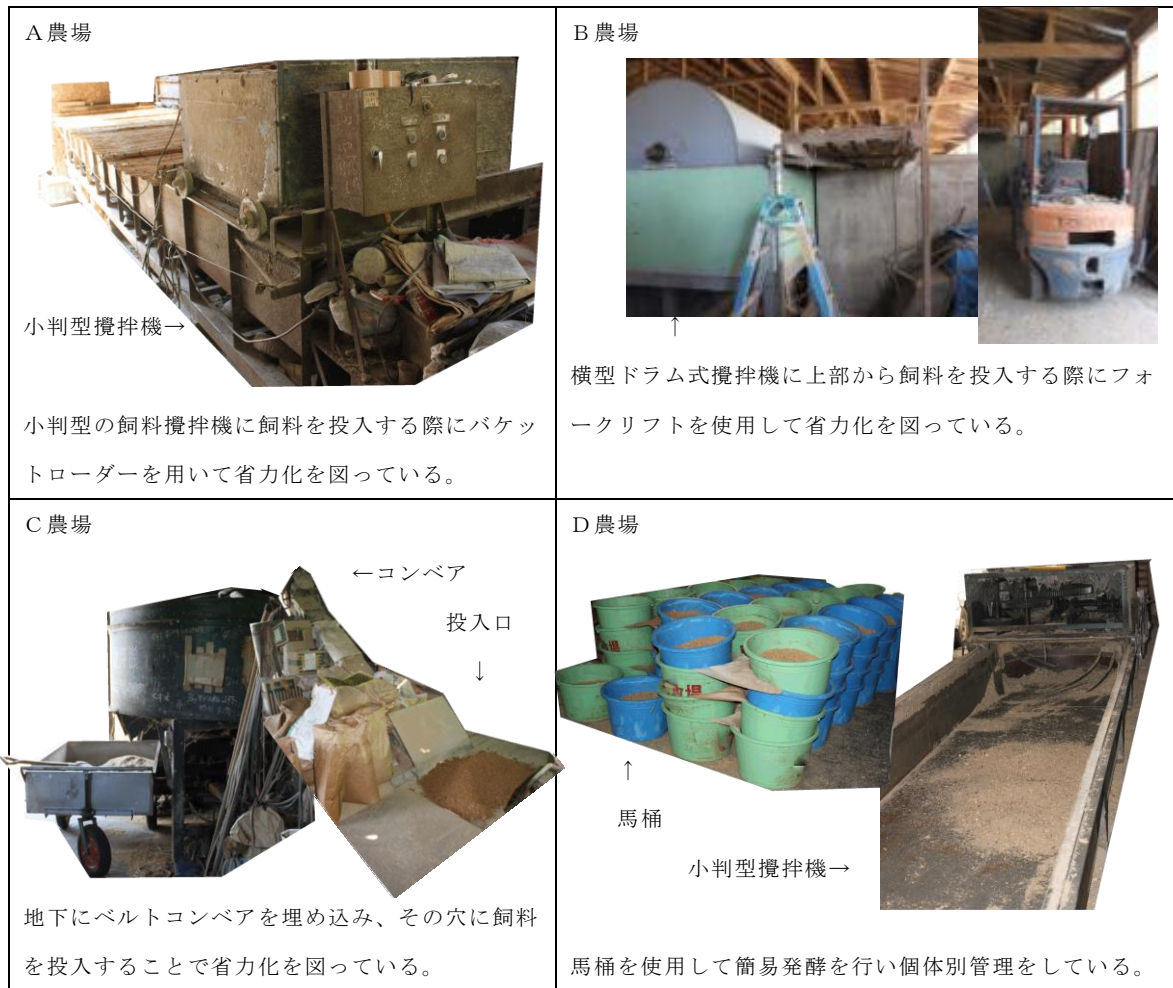 A農場
小判型攪拌機→
小判型の飼料攪拌機に飼料を投入する際にバケッ
トローダーを用いて省力化を図っている。
B農場
↑
横型ドラム式攪拌機に上部から飼料を投入する際にフォ
ークリフトを使用して省力化を図っている。
C農場
←コンベア
投入口
↓
地下にベルトコンベアを埋め込み、その穴に飼料
を投入することで省力化を図っている。
D農場
↑
馬桶
小判型攪拌機→
馬桶を使用して簡易発酵を行い個体別管理をしている。